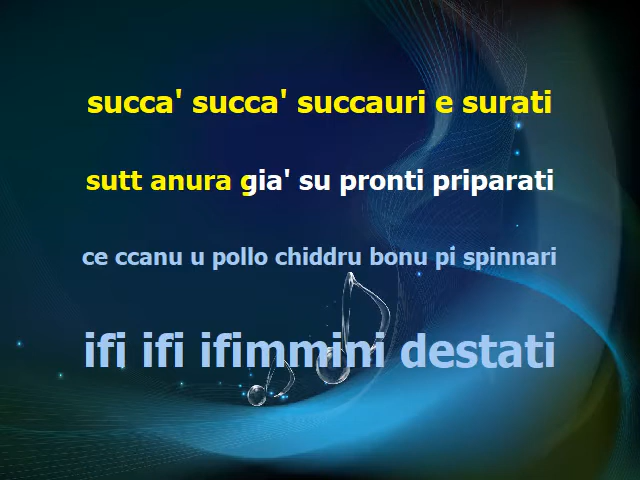 succa' succa' succauri e surati
sutt anura gia' su pronti priparati
ce ccanu u pollo chiddru bonu pi spinnari
ifi ifi ifimmini destati